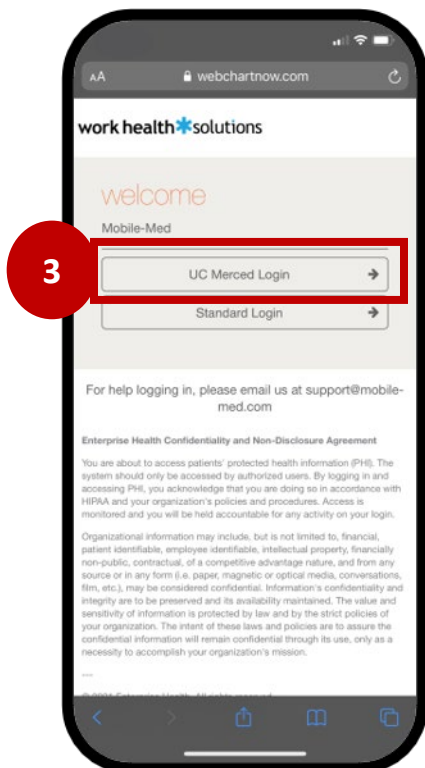 AA webchartnow.com
work health solutions
welcome
Mobile-Med
3
UC Merced Login
Standard Login
For help logging in, please email us at support@mobile-
med.com
Enterprise Health Confidentiality and Non-Disclosure Agreement
You are about to access patients' protected health information (PHI). The
system should only be accessed by authorized users. By logging in and
accessing PHI, you acknowledge that you are doing so in accordance with
HIPAA and your organization's policies and procedures. Access is
monitored and you will be held accountable for any activity on your login.
Organizational information may include, but is not limited to, financial,
patient identifiable, employee identifiable, intellectual property, financially
non-public, contractual, of a competitive advantage nature, and from any
source or in any form (i.e. paper, magnetic or optical media, conversations,
film, etc.), may be considered confidential. Information's confidentiality and
integrity are to be preserved and its availability maintained. The value and
sensitivity of information is protected by law and by the strict policies of
your organization. The intent of these laws and policies are to assure the
confidential information will remain confidential through its use, only as a
necessity to accomplish your organization's mission.
----
© 2021 Enterprise Health. All rights reserved